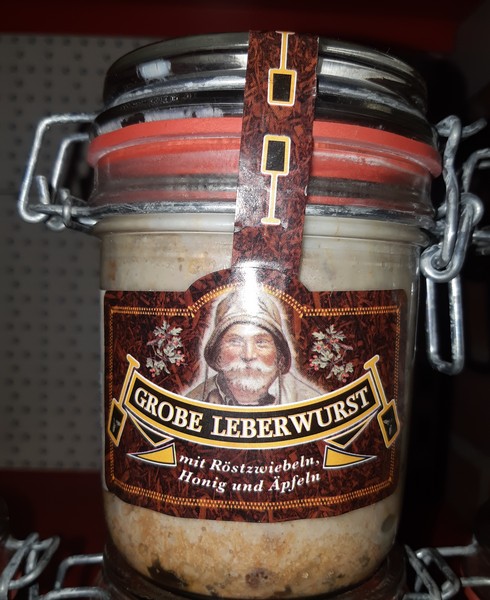 GROBE LEBERWURST
mit Röstzwiebeln,
Honig und Äpfeln